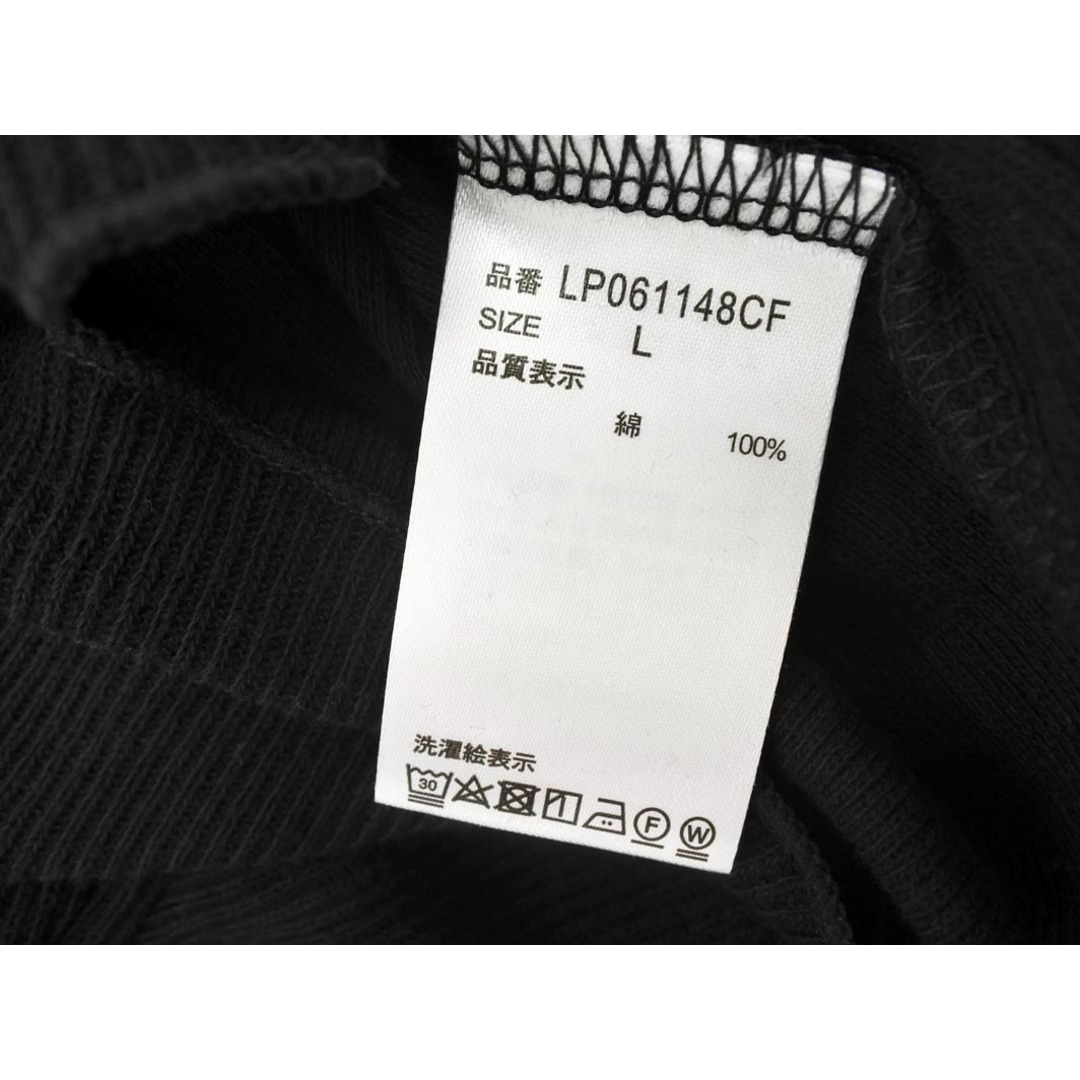 品番 LP061148CF
SIZE L
品質表示
綿 100%
洗濯絵表示
30 F W